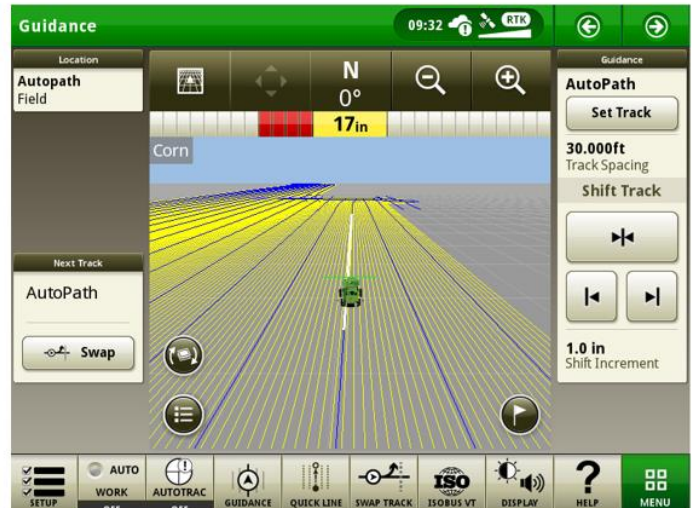 Guidance
09:32
RTK
Location
Autopath
Field
N
0°
17in
Corn
Next Track
AutoPath
Swap
Guidance
AutoPath
Set Track
30.000ft
Track Spacing
Shift Track
1.0 in
Shift Increment
SETUP
AUTO
WORK
OFF
AUTOTRAC
OFF
GUIDANCE
QUICK LINE
SWAP TRACK
ISO
ISOBUS VT
DISPLAY
?
HELP
MENU